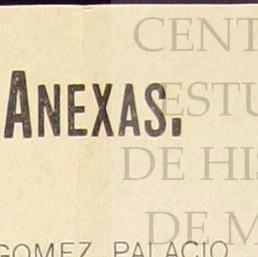 CENT
ANEXAS.
ESTU
DE HIS
DE M
GOMEZ PALACIO